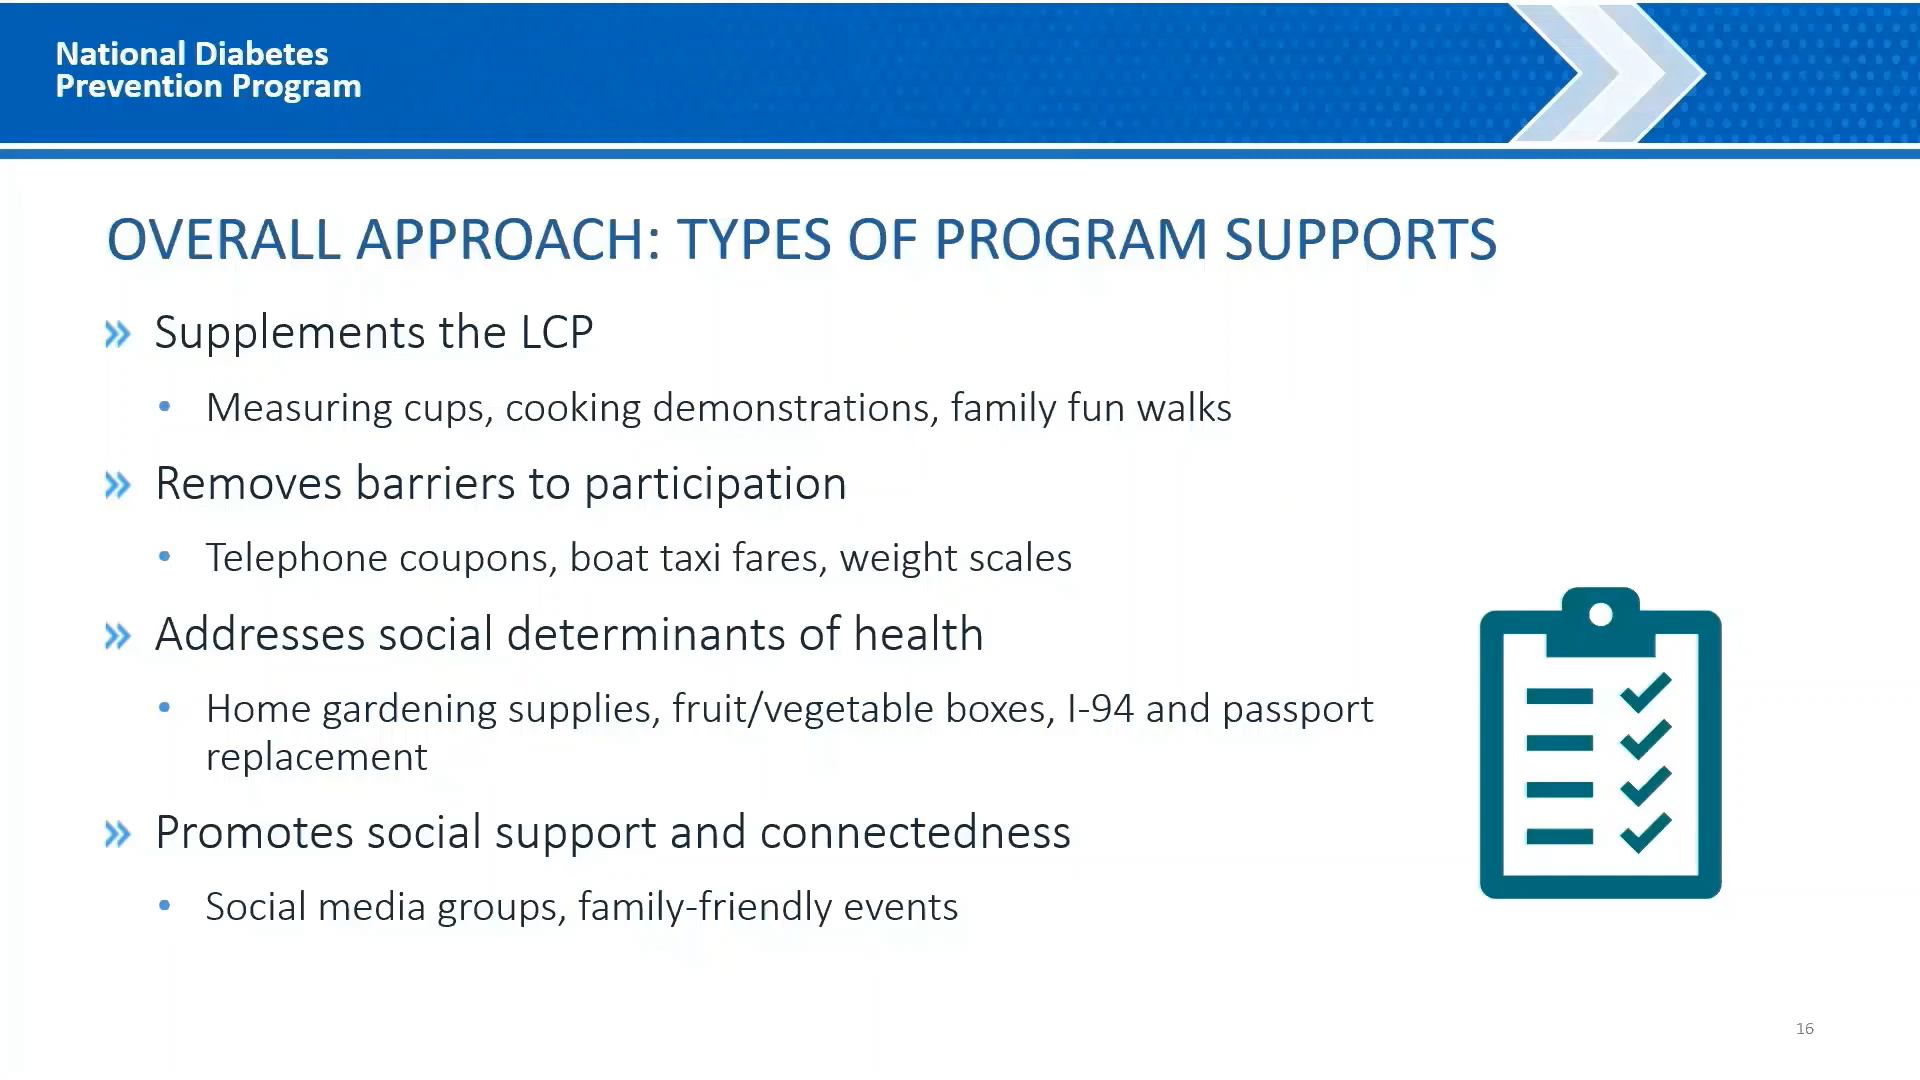 National Diabetes
Prevention Program
OVERALL APPROACH: TYPES OF PROGRAM SUPPORTS
» Supplements the LCP
• Measuring cups, cooking demonstrations, family fun walks
» Removes barriers to participation
• Telephone coupons, boat taxi fares, weight scales
» Addresses social determinants of health
• Home gardening supplies, fruit/vegetable boxes, I-94 and passport
replacement
» Promotes social support and connectedness
• Social media groups, family-friendly events
16